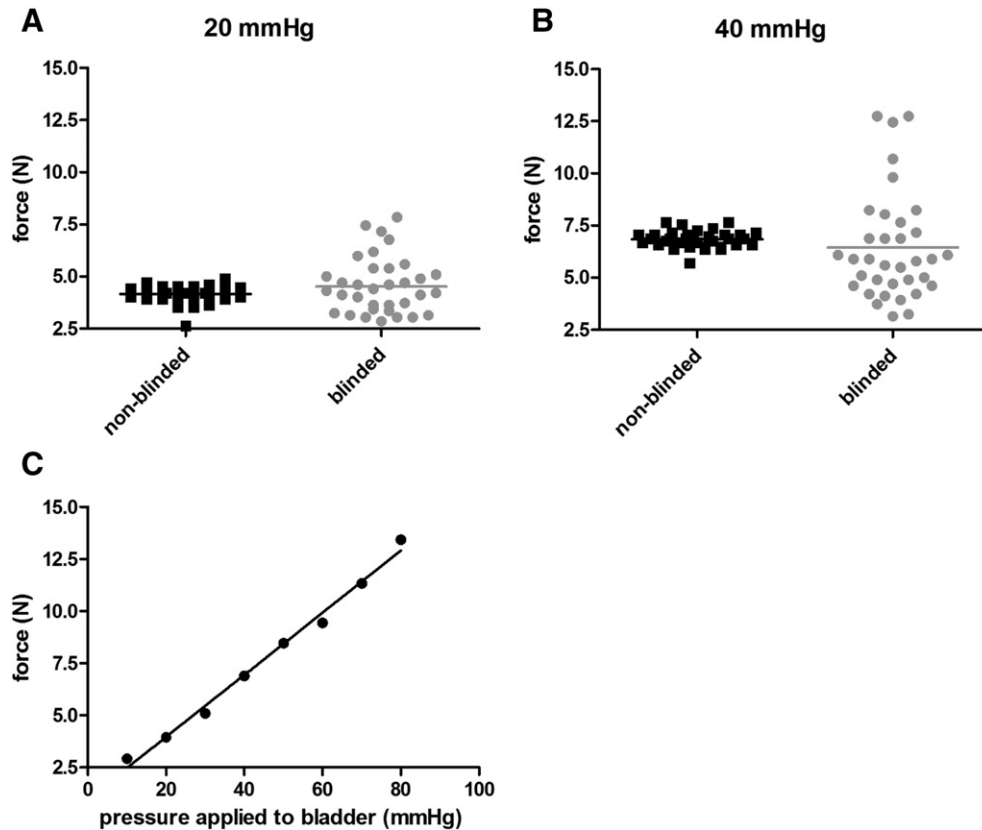 A
20 mmHg
force (N)
15.0
12.5
10.0
7.5
5.0
2.5
non-blinded
blinded
B
40 mmHg
force (N)
15.0
12.5
10.0
7.5
5.0
2.5
non-blinded
blinded
C
force (N)
15.0
12.5
10.0
7.5
5.0
2.5
0 20 40 60 80 100
pressure applied to bladder (mmHg)